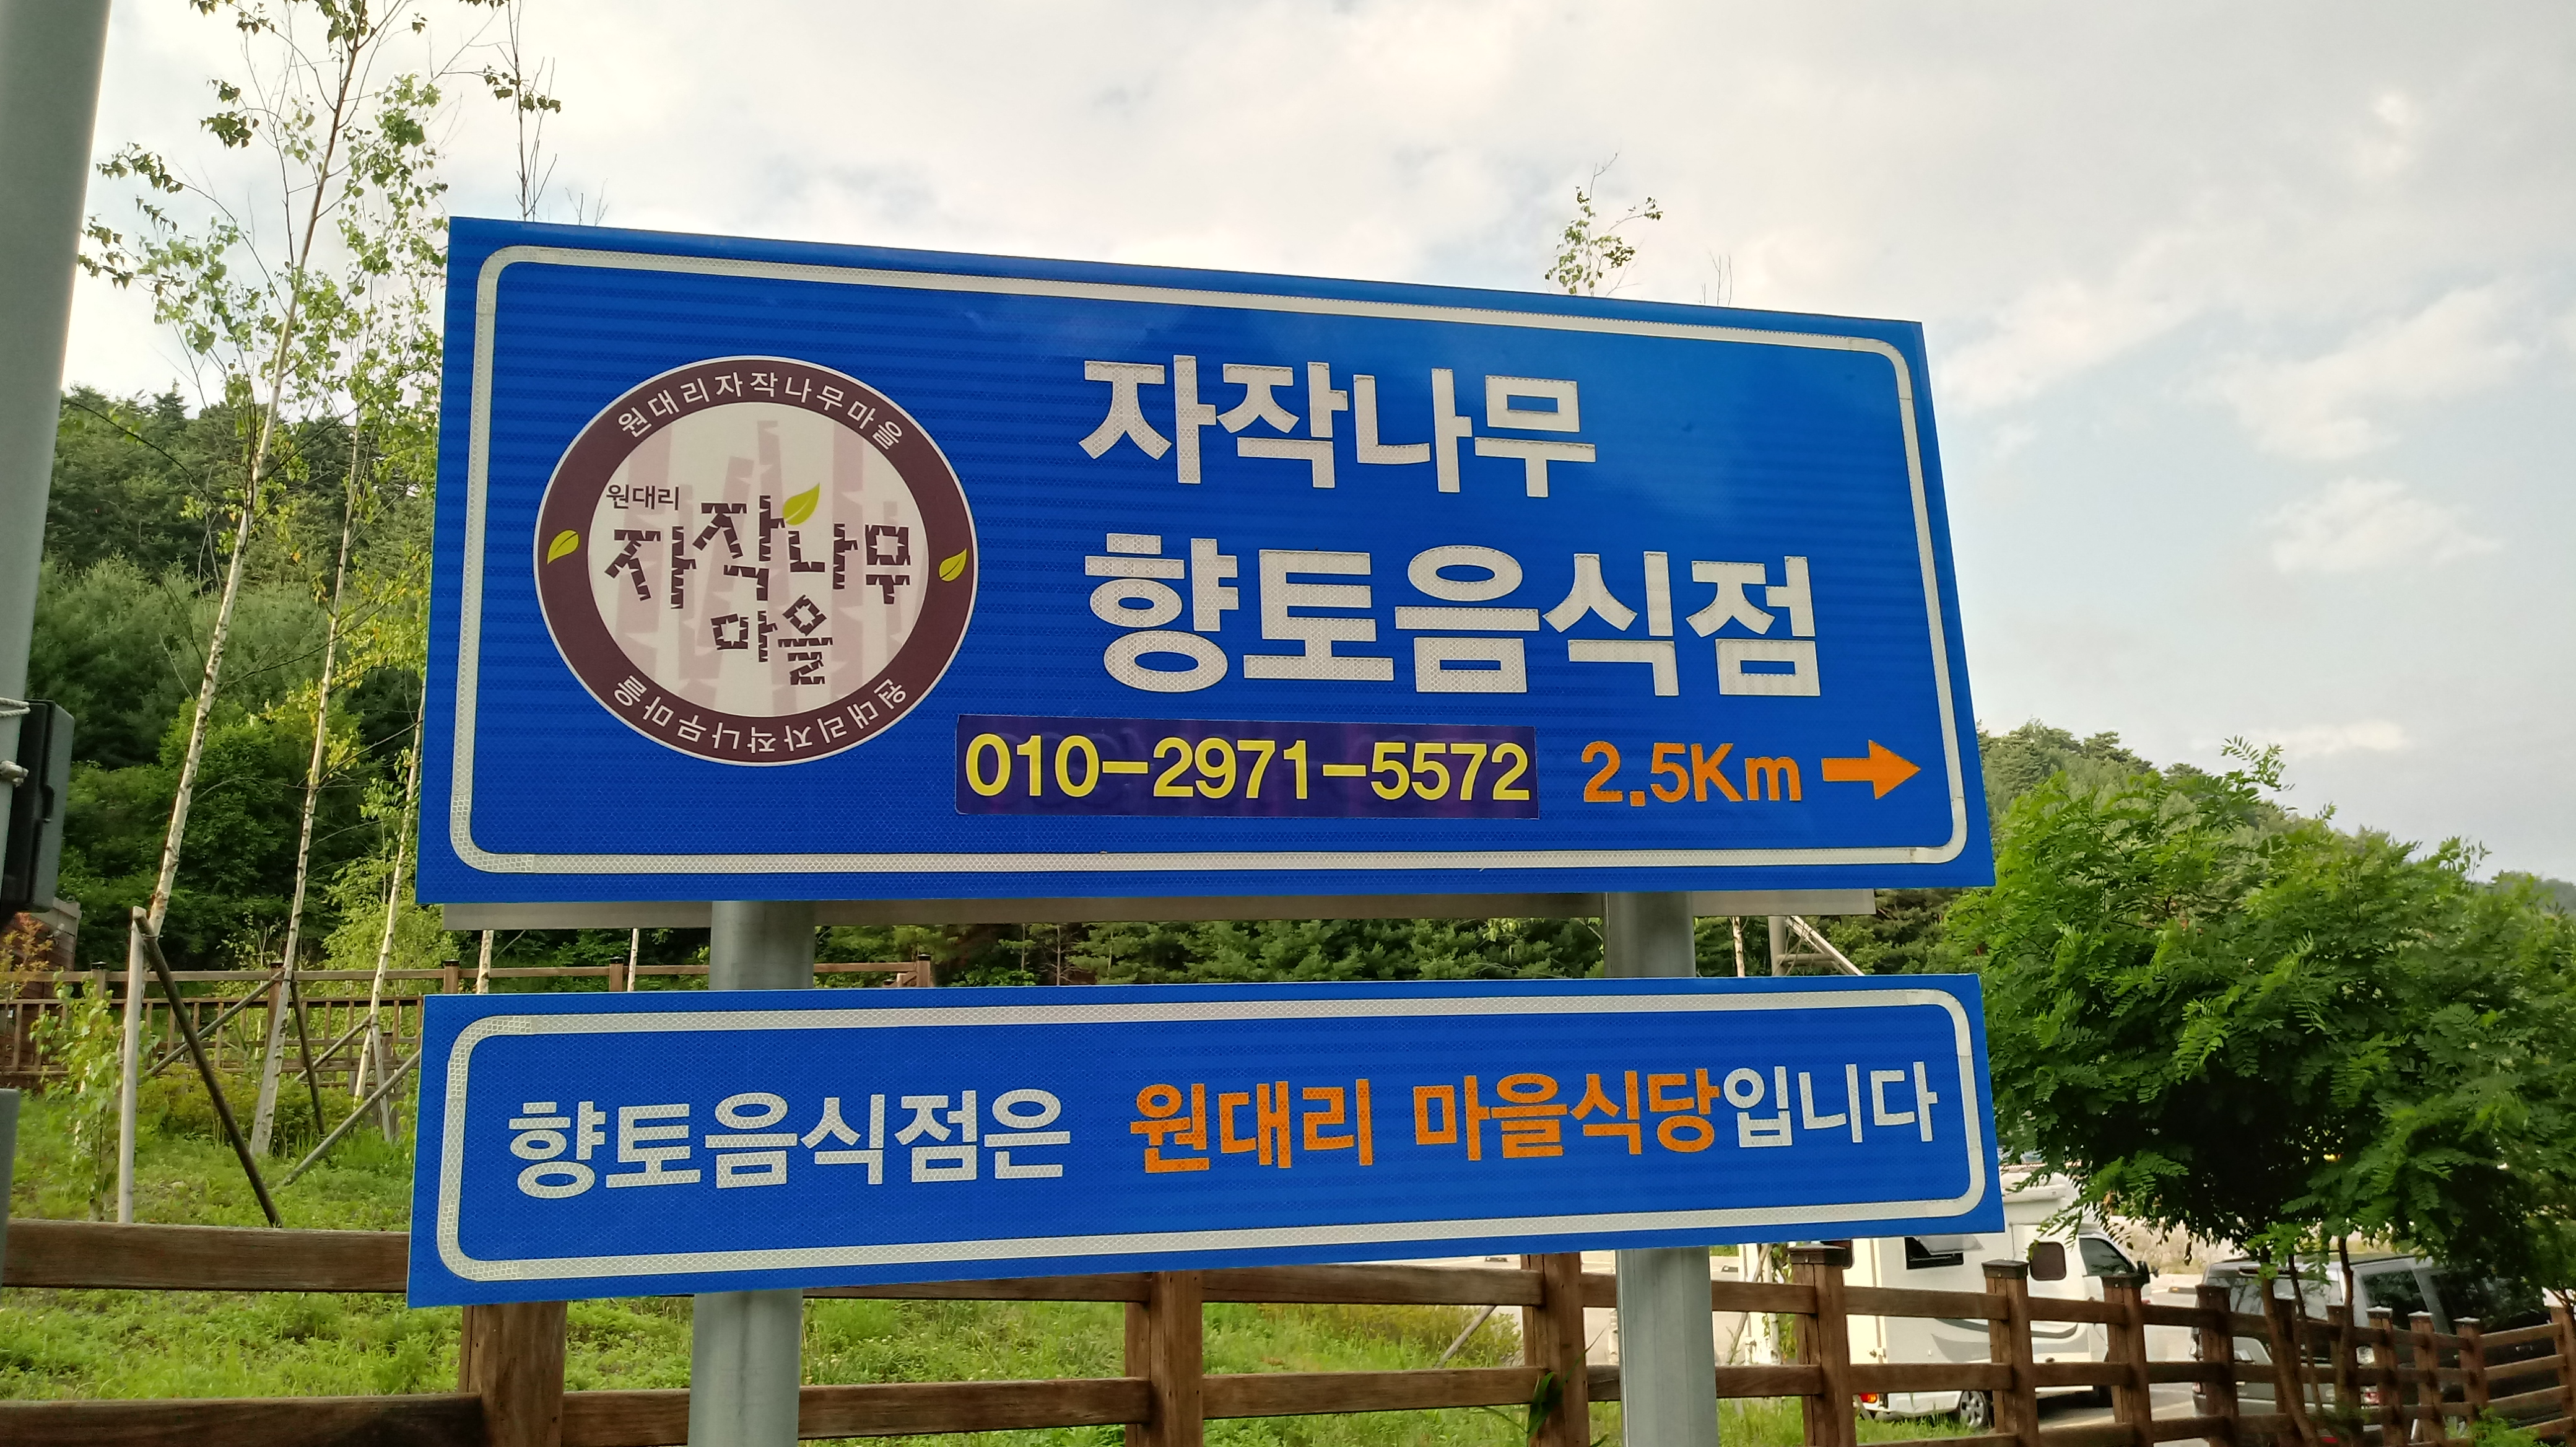 원대리자작나무마을
원대리
자작나무
마을
원대리자작나무마을
자작나무
향토음식점
010-2971-5572 2.5Km
향토음식점은 원대리 마을식당입니다